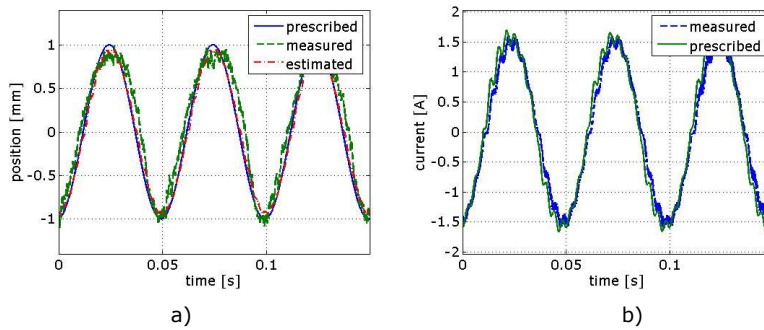 prescribed
measured
estimated
1
0.5
0
-0.5
-1
position [mm]
0
0.05
0.1
time [s]
a)
measured
prescribed
2
1.5
1
0.5
0
-0.5
-1
-1.5
-2
current [A]
0
0.05
0.1
time [s]
b)